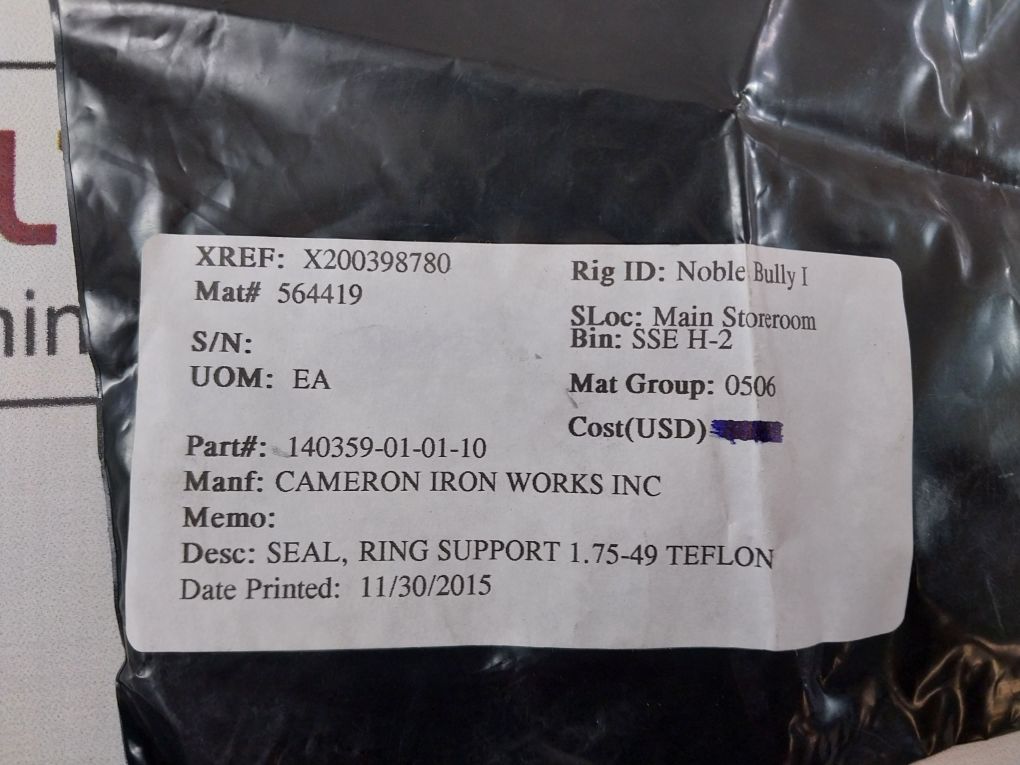 XREF: X200398780
Mat# 564419
S/N:
UOM: EA
Rig ID: Noble Bully I
SLoc: Main Storeroom
Bin: SSE H-2
Mat Group: 0506
Cost(USD)
Part#: 140359-01-01-10
Manf: CAMERON IRON WORKS INC
Memo:
Desc: SEAL, RING SUPPORT 1.75-49 TEFLON
Date Printed: 11/30/2015